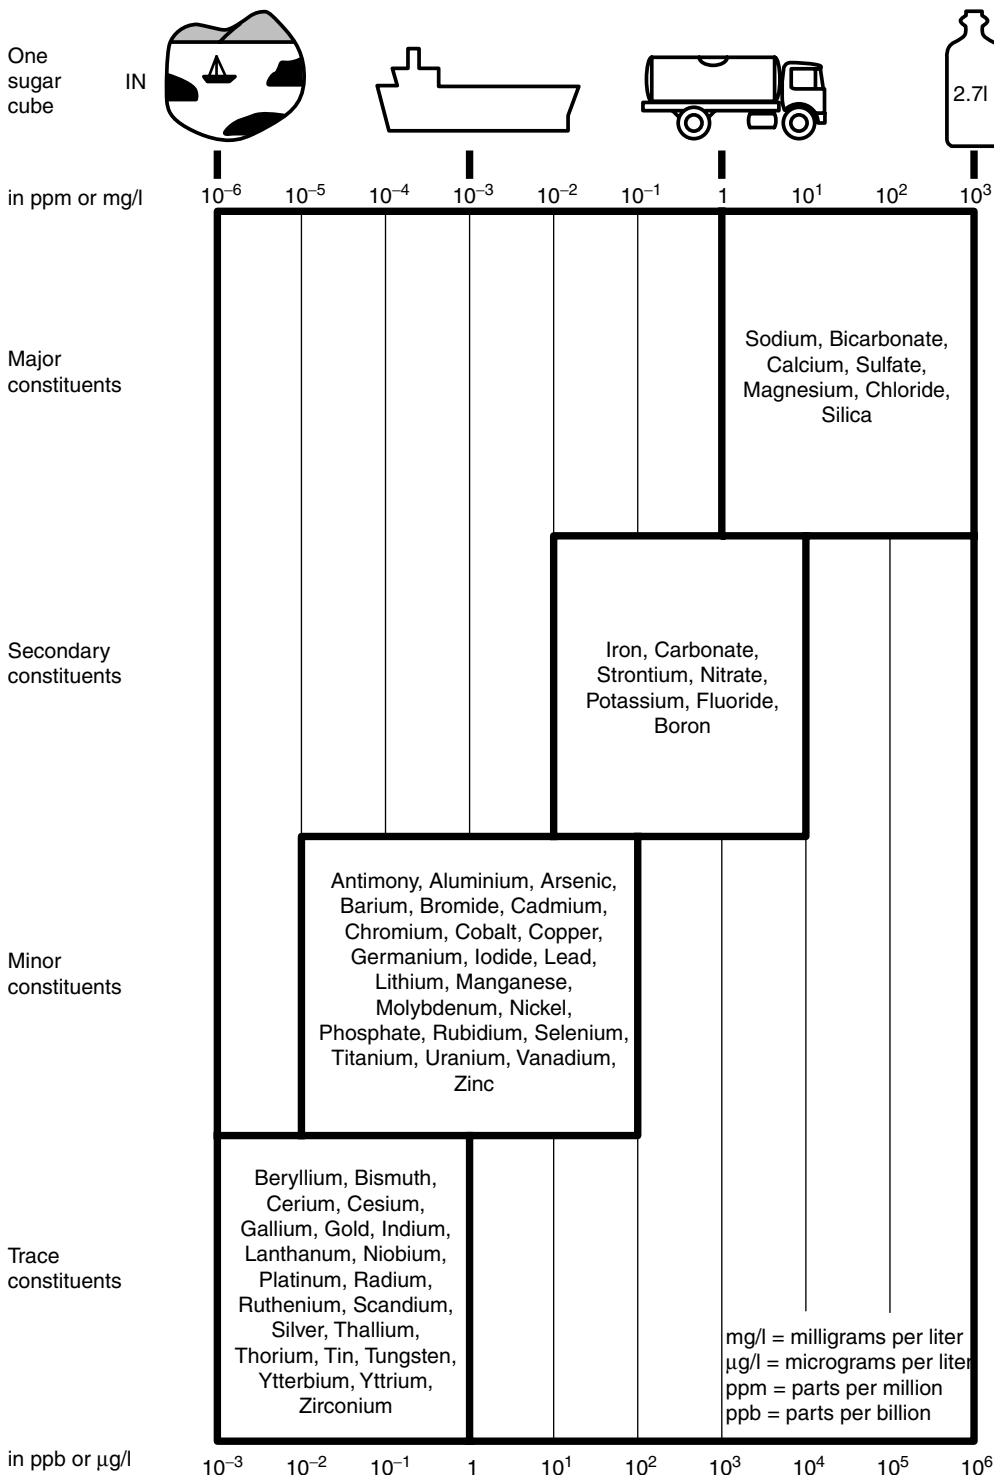 One
sugar
cube
IN
2.7l
in ppm or mg/l
10⁻⁶ 10⁻⁵ 10⁻⁴ 10⁻³ 10⁻² 10⁻¹ 1 10¹ 10² 10³
Major
constituents
Sodium, Bicarbonate,
Calcium, Sulfate,
Magnesium, Chloride,
Silica
Secondary
constituents
Iron, Carbonate,
Strontium, Nitrate,
Potassium, Fluoride,
Boron
Minor
constituents
Antimony, Aluminium, Arsenic,
Barium, Bromide, Cadmium,
Chromium, Cobalt, Copper,
Germanium, Iodide, Lead,
Lithium, Manganese,
Molybdenum, Nickel,
Phosphate, Rubidium, Selenium,
Titanium, Uranium, Vanadium,
Zinc
Trace
constituents
Beryllium, Bismuth,
Cerium, Cesium,
Gallium, Gold, Indium,
Lanthanum, Niobium,
Platinum, Radium,
Ruthenium, Scandium,
Silver, Thallium,
Thorium, Tin, Tungsten,
Ytterbium, Yttrium,
Zirconium
mg/l = milligrams per liter
μg/l = micrograms per liter
ppm = parts per million
ppb = parts per billion
in ppb or μg/l
10⁻³ 10⁻² 10⁻¹ 1 10¹ 10² 10³ 10⁴ 10⁵ 10⁶